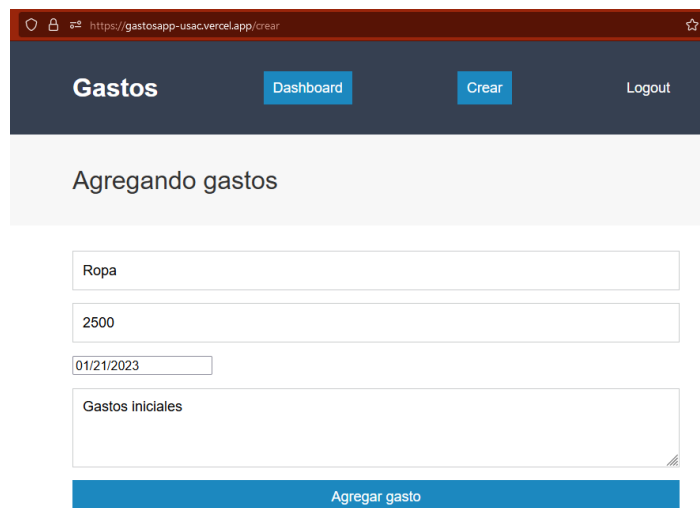 https://gastosapp-usac.vercel.app/crear
Gastos Dashboard Crear Logout
Agregando gastos
Ropa
2500
01/21/2023
Gastos iniciales
Agregar gasto